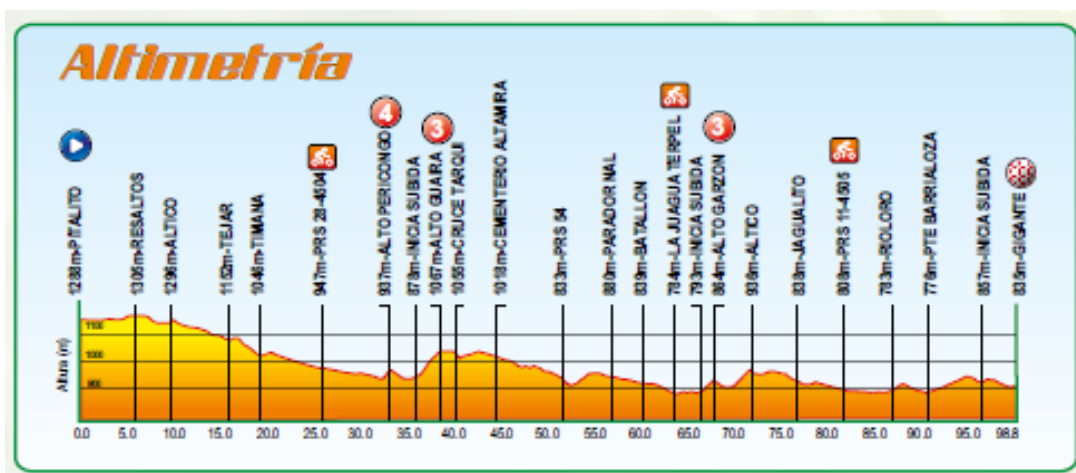 Altimetría
1288m-PITALITO
1305m-RESALTOS
1296m-ALTICO
1152m-TEJAR
1046m-TIMANA
947m-PRS 28-4504
4
937m-ALTO PERICONGO
878m-INICIA SUBIDA
3
1067m-ALTO GUAIRA
1055m-CRUCE TARQUI
1018m-CEMENTERIO ALTAMIRA
833m-PRS 54
880m-PARADOR NAL
839m-BATALLON
784m-LA JUAGUA TERPEL
793m-INICIA SUBIDA
3
864m-ALTO GARZON
936m-ALTICO
838m-JAGUALITO
808m-PRS 11-4505
783m-RIOLORO
776m-PTE BARRIALOZA
857m-INICIA SUBIDA
835m-GIGANTE
Altura (m)
1100
1000
800
0.0 5.0 10.0 15.0 20.0 25.0 30.0 35.0 40.0 45.0 50.0 55.0 60.0 65.0 70.0 75.0 80.0 85.0 90.0 95.0 98.8